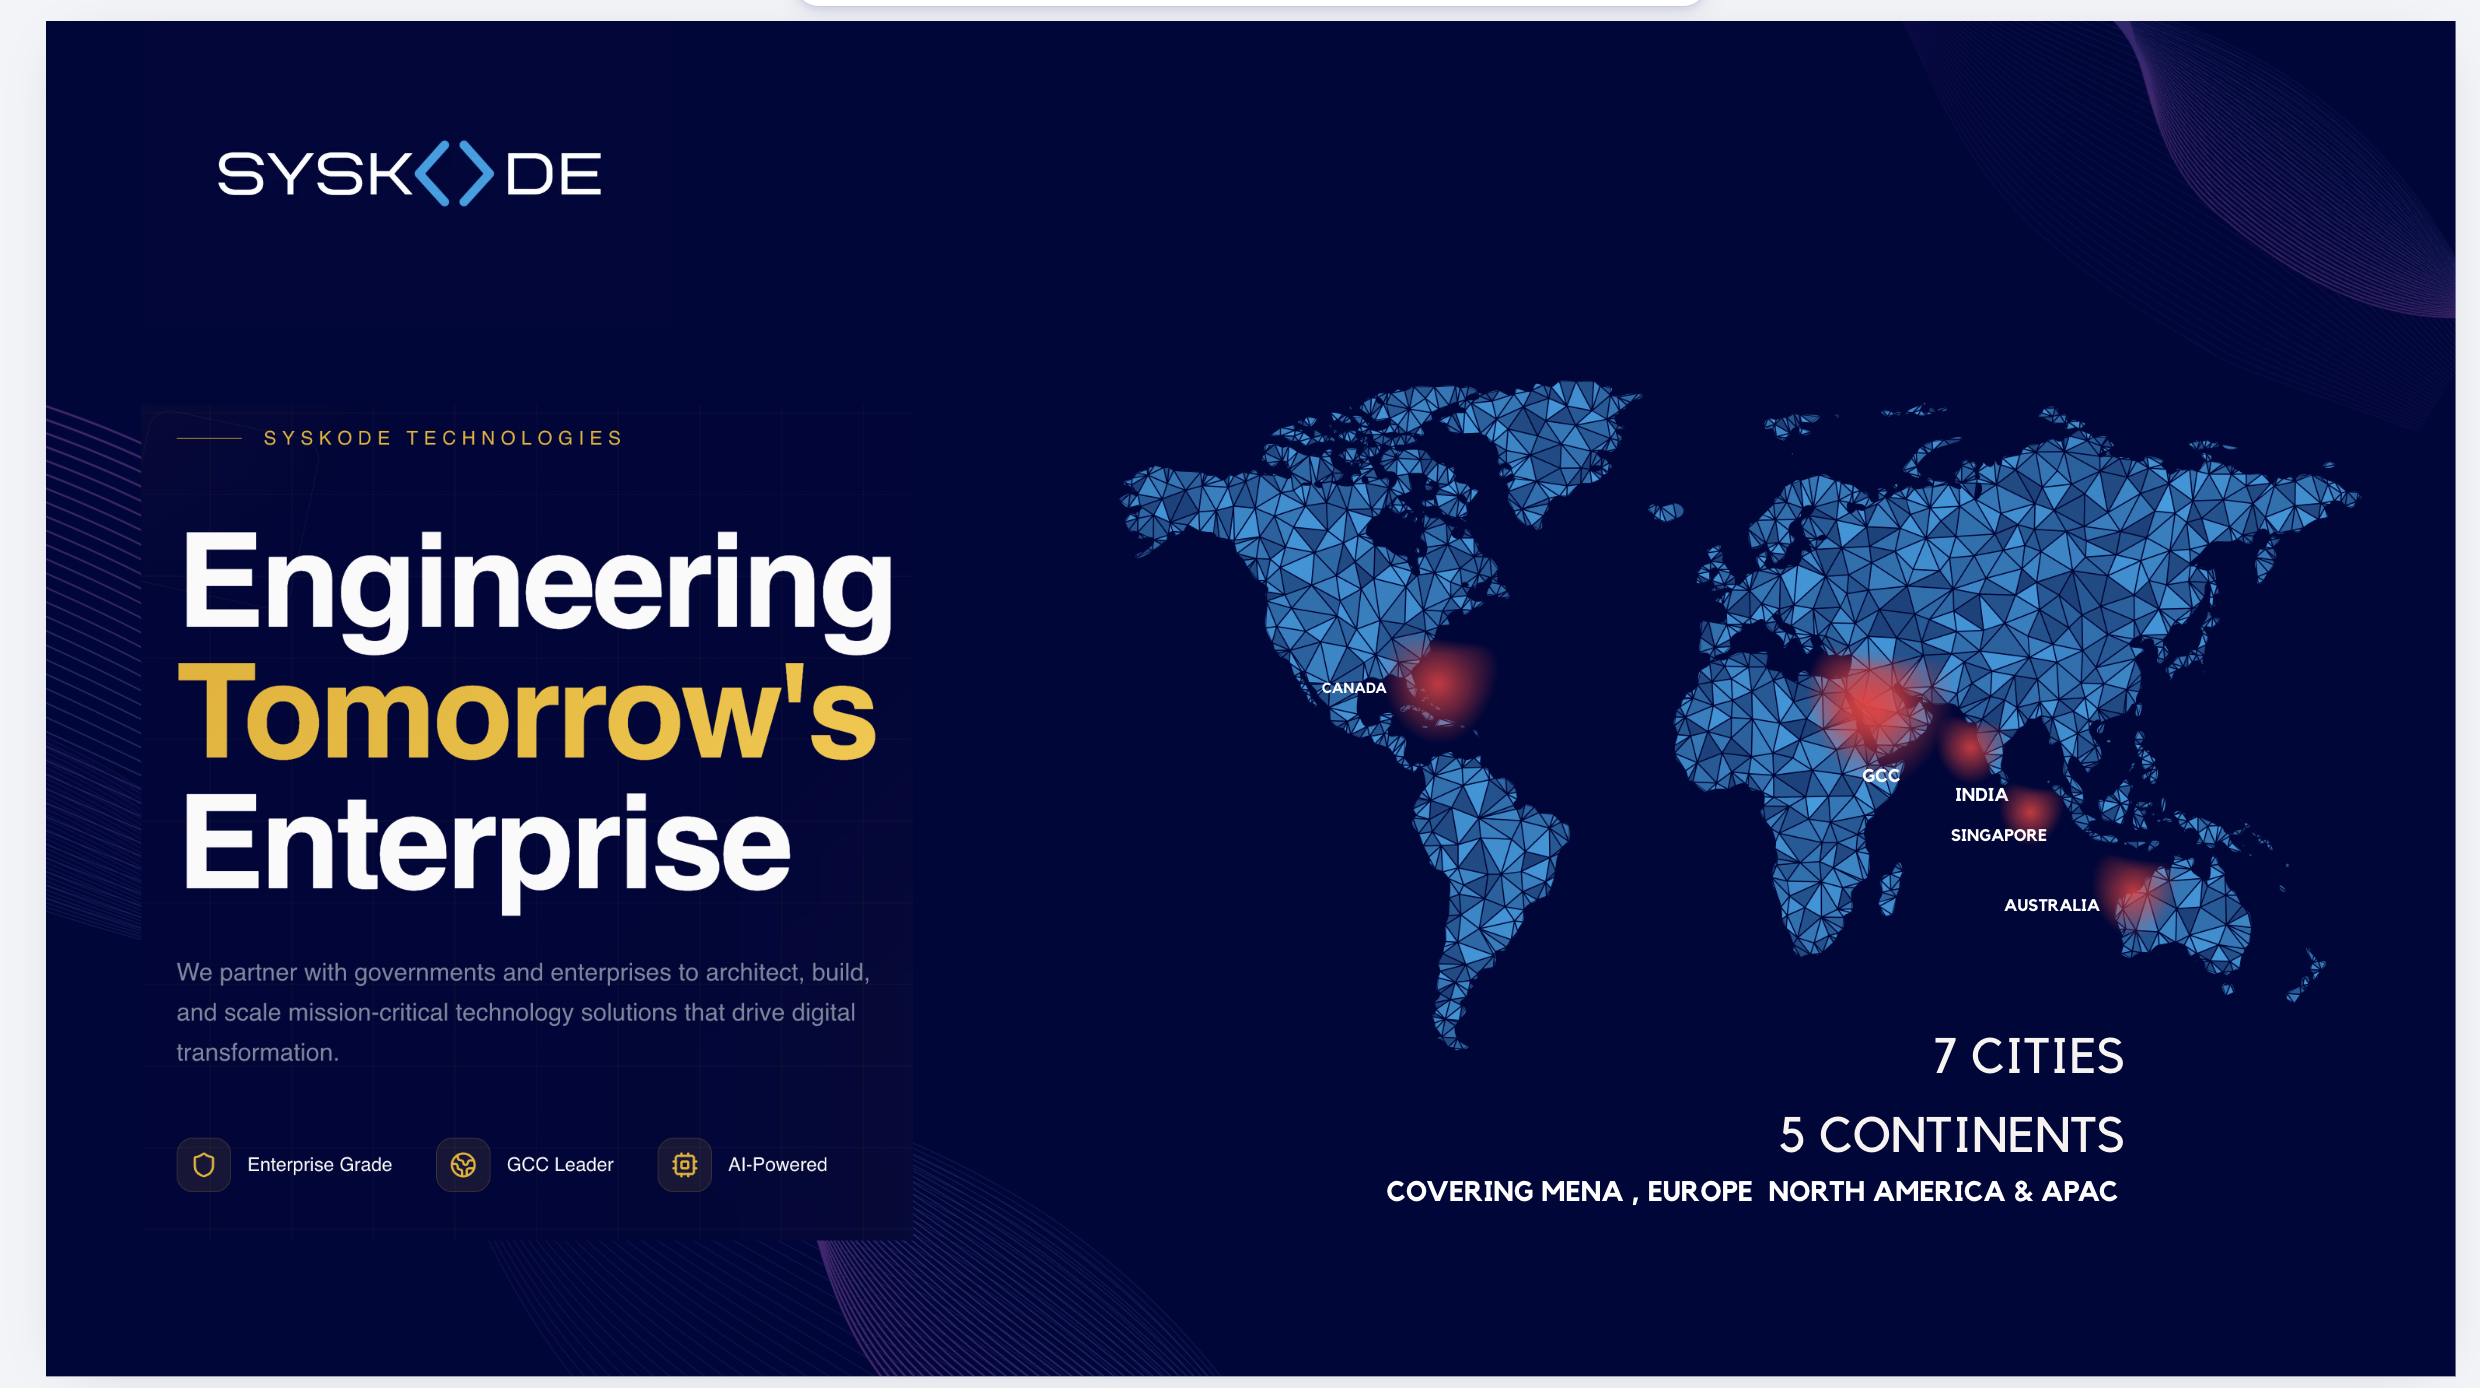 SYSK<>DE
SYSKODE TECHNOLOGIES
Engineering
Tomorrow's
Enterprise
We partner with governments and enterprises to architect, build,
and scale mission-critical technology solutions that drive digital
transformation.
Enterprise Grade
GCC Leader
AI-Powered
CANADA
GCC
INDIA
SINGAPORE
AUSTRALIA
7 CITIES
5 CONTINENTS
COVERING MENA , EUROPE  NORTH AMERICA & APAC